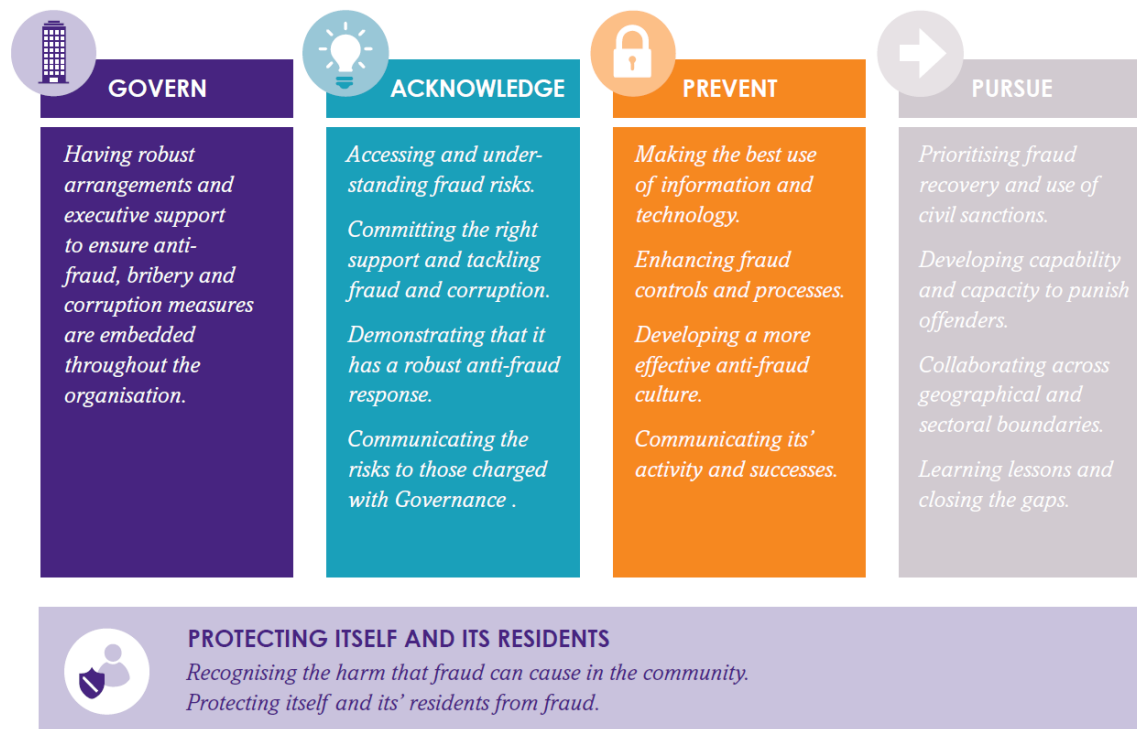 GOVERN
Having robust
arrangements and
executive support
to ensure anti-
fraud, bribery and
corruption measures
are embedded
throughout the
organisation.
ACKNOWLEDGE
Accessing and under-
standing fraud risks.
Committing the right
support and tackling
fraud and corruption.
Demonstrating that it
has a robust anti-fraud
response.
Communicating the
risks to those charged
with Governance .
PREVENT
Making the best use
of information and
technology.
Enhancing fraud
controls and processes.
Developing a more
effective anti-fraud
culture.
Communicating its’
activity and successes.
PURSUE
Prioritising fraud
recovery and use of
civil sanctions.
Developing capability
and capacity to punish
offenders.
Collaborating across
geographical and
sectoral boundaries.
Learning lessons and
closing the gaps.
PROTECTING ITSELF AND ITS RESIDENTS
Recognising the harm that fraud can cause in the community.
Protecting itself and its’ residents from fraud.